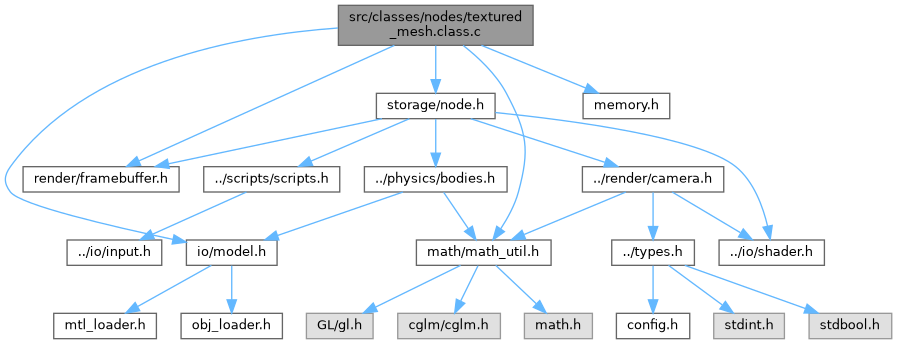 src/classes/nodes/textured
_mesh.class.c
storage/node.h
memory.h
render/framebuffer.h
../scripts/scripts.h
../physics/bodies.h
../render/camera.h
../io/input.h
io/model.h
math/math_util.h
../types.h
../io/shader.h
mtl_loader.h
obj_loader.h
GL/gl.h
cglm/cglm.h
math.h
config.h
stdint.h
stdbool.h